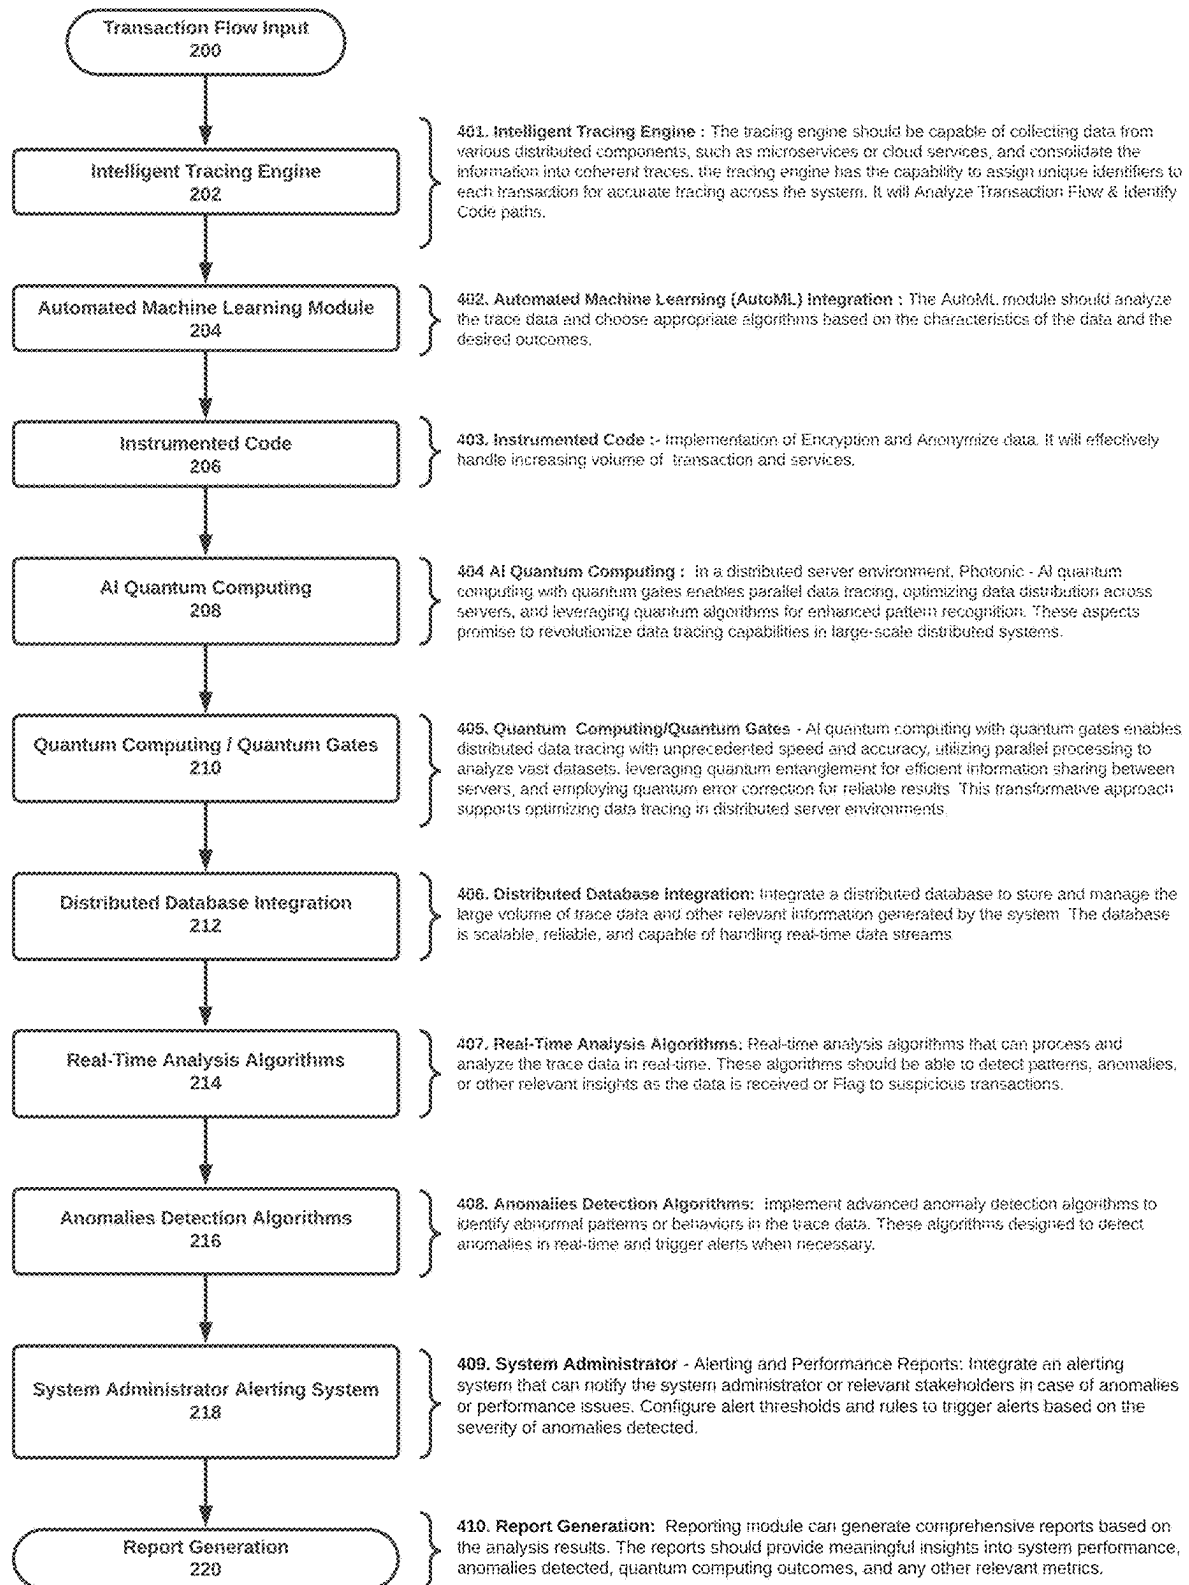 Transaction Flow Input
200
Intelligent Tracing Engine
202
401. Intelligent Tracing Engine : The tracing engine should be capable of collecting data from
various distributed components, such as microservices or cloud services, and consolidate the
information into coherent traces. the tracing engine has the capability to assign unique identifiers to
each transaction for accurate tracing across the system. It will Analyze Transaction Flow & Identify
Code paths.
Automated Machine Learning Module
204
402. Automated Machine Learning (AutoML) Integration : The AutoML module should analyze
the trace data and choose appropriate algorithms based on the characteristics of the data and the
desired outcomes.
Instrumented Code
206
403. Instrumented Code :- Implementation of Encryption and Anonymize data. It will effectively
handle increasing volume of transaction and services.
AI Quantum Computing
208
404 AI Quantum Computing : In a distributed server environment, Photonic - AI quantum
computing with quantum gates enables parallel data tracing, optimizing data distribution across
servers, and leveraging quantum algorithms for enhanced pattern recognition. These aspects
promise to revolutionize data tracing capabilities in large-scale distributed systems.
Quantum Computing / Quantum Gates
210
405. Quantum Computing/Quantum Gates - AI quantum computing with quantum gates enables
distributed data tracing with unprecedented speed and accuracy, utilizing parallel processing to
analyze vast datasets. leveraging quantum entanglement for efficient information sharing between
servers, and employing quantum error correction for reliable results. This transformative approach
supports optimizing data tracing in distributed server environments.
Distributed Database Integration
212
406. Distributed Database Integration: Integrate a distributed database to store and manage the
large volume of trace data and other relevant information generated by the system. The database
is scalable, reliable, and capable of handling real-time data streams.
Real-Time Analysis Algorithms
214
407. Real-Time Analysis Algorithms: Real-time analysis algorithms that can process and
analyze the trace data in real-time. These algorithms should be able to detect patterns, anomalies,
or other relevant insights as the data is received or Flag to suspicious transactions.
Anomalies Detection Algorithms
216
408. Anomalies Detection Algorithms: Implement advanced anomaly detection algorithms to
identify abnormal patterns or behaviors in the trace data. These algorithms designed to detect
anomalies in real-time and trigger alerts when necessary.
System Administrator Alerting System
218
409. System Administrator - Alerting and Performance Reports: Integrate an alerting
system that can notify the system administrator or relevant stakeholders in case of anomalies
or performance issues. Configure alert thresholds and rules to trigger alerts based on the
severity of anomalies detected.
Report Generation
220
410. Report Generation: Reporting module can generate comprehensive reports based on
the analysis results. The reports should provide meaningful insights into system performance,
anomalies detected, quantum computing outcomes, and any other relevant metrics.